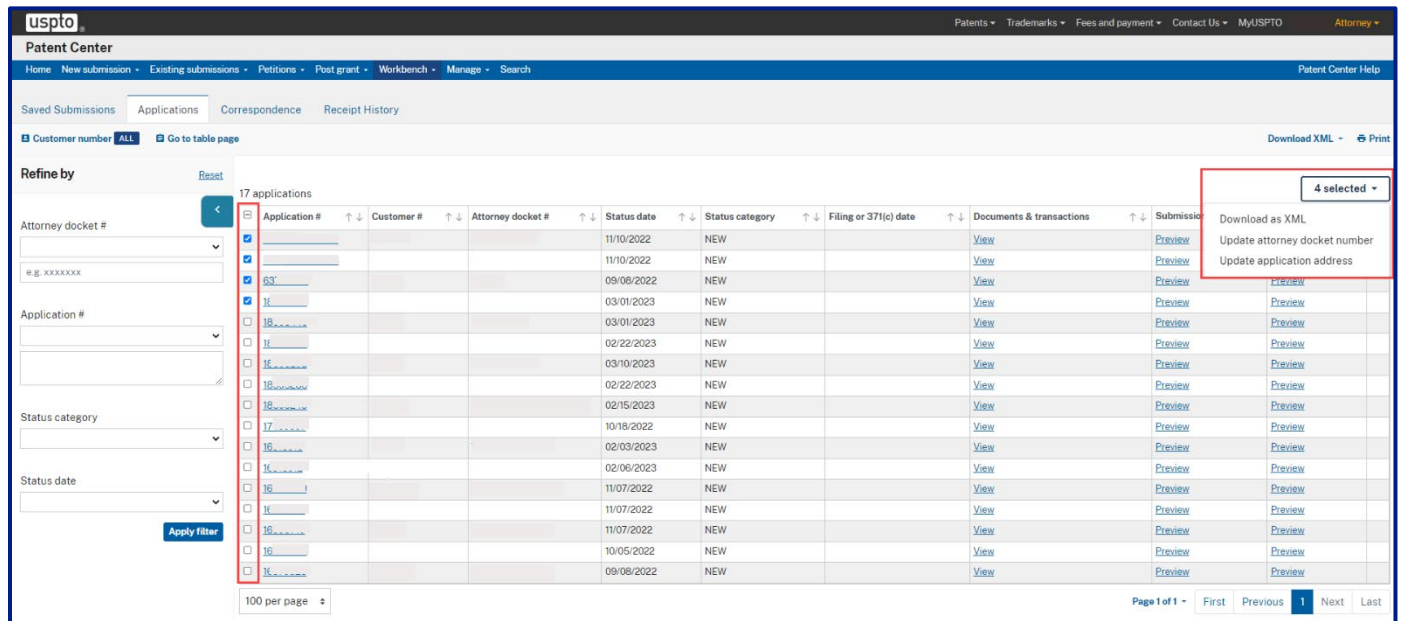 uspto
Patents Trademarks Fees and payment Contact Us MyUSPTO Attorney
Patent Center
Home New submission Existing submissions Petitions Post grant Workbench Manage Search Patent Center Help
Saved Submissions Applications Correspondence Receipt History
Customer number ALL Go to table page Download XML Print
Refine by Reset
17 applications
4 selected
Download as XML
Update attorney docket number
Update application address
Attorney docket #
e.g. xxxxxxx
Application #
Status category
Status date
Apply filter
Application # Customer # Attorney docket # Status date Status category Filing or 371(c) date Documents & transactions
11/10/2022 NEW View Preview
11/10/2022 NEW View Preview
09/08/2022 NEW View Preview Preview
03/01/2023 NEW View Preview Preview
03/01/2023 NEW View Preview Preview
02/22/2023 NEW View Preview Preview
03/10/2023 NEW View Preview Preview
02/22/2023 NEW View Preview Preview
02/15/2023 NEW View Preview Preview
10/18/2022 NEW View Preview Preview
02/03/2023 NEW View Preview Preview
02/06/2023 NEW View Preview Preview
11/07/2022 NEW View Preview Preview
11/07/2022 NEW View Preview Preview
11/07/2022 NEW View Preview Preview
10/05/2022 NEW View Preview Preview
09/08/2022 NEW View Preview Preview
100 per page Page 1 of 1 First Previous 1 Next Last